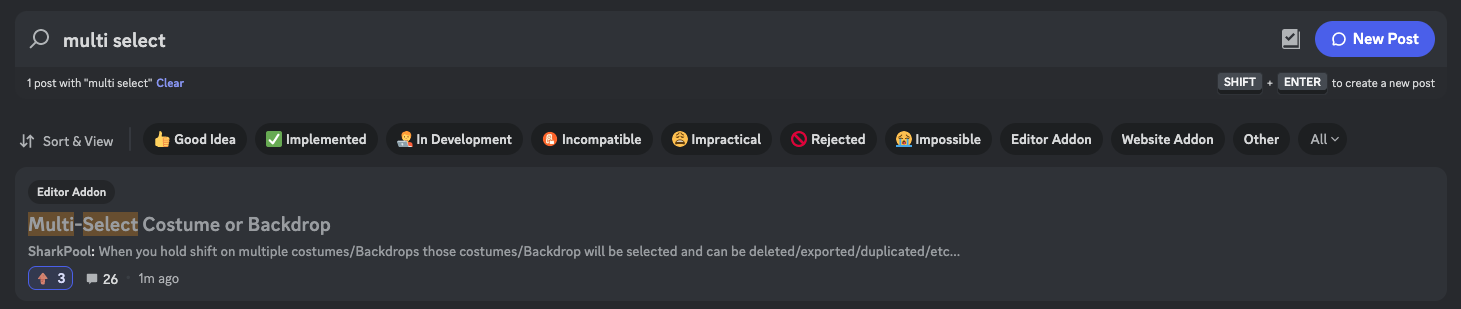 multi select
New Post
1 post with "multi select" Clear
SHIFT + ENTER to create a new post
Sort & View
Good Idea
Implemented
In Development
Incompatible
Impractical
Rejected
Impossible
Editor Addon
Website Addon
Other
All
Editor Addon
Multi-Select Costume or Backdrop
SharkPool: When you hold shift on multiple costumes/Backdrops those costumes/Backdrop will be selected and can be deleted/exported/duplicated/etc...
3
26 · 1m ago